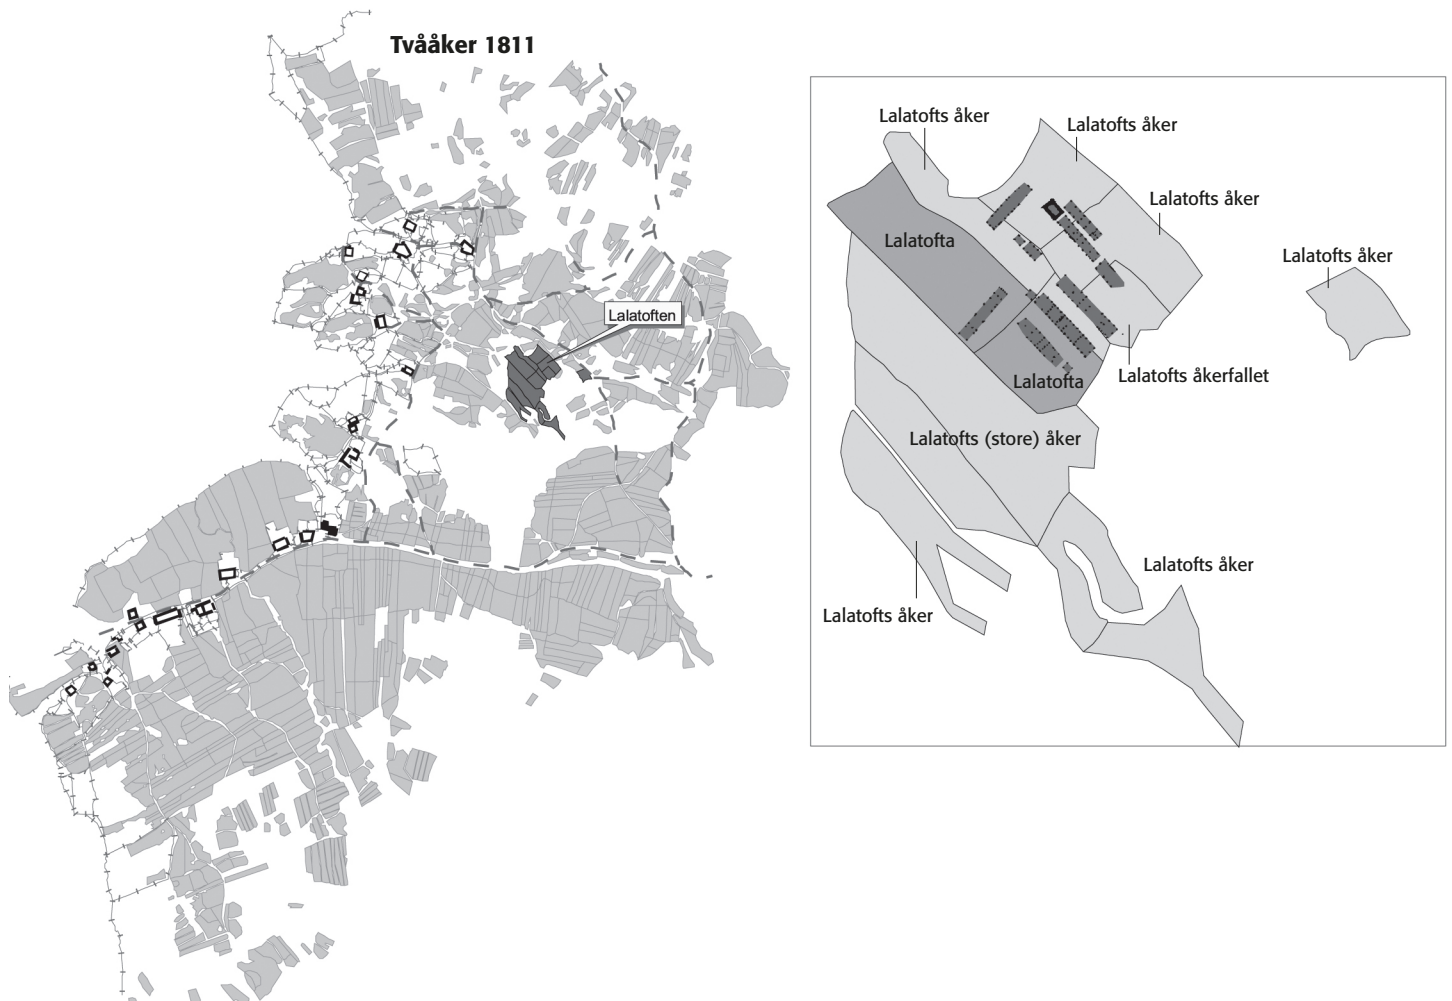 Tvååker 1811
Lalatoften
Lalatofts åker
Lalatofts åker
Lalatofts åker
Lalatofta
Lalatofts åker
Lalatofta
Lalatofts åkerfallet
Lalatofts (store) åker
Lalatofts åker
Lalatofts åker